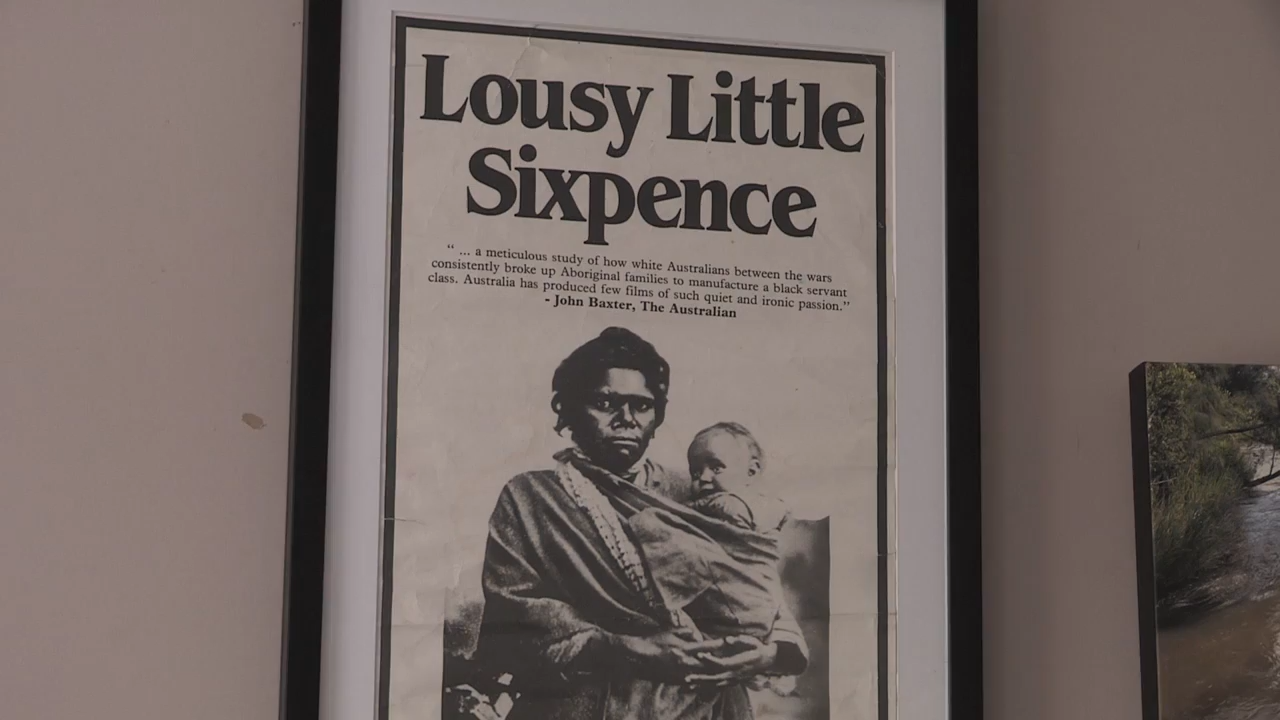 Lousy Little
Sixpence
“ ... a meticulous study of how white Australians between the wars
consistently broke up Aboriginal families to manufacture a black servant
class. Australia has produced few films of such quiet and ironic passion.”
- John Baxter, The Australian